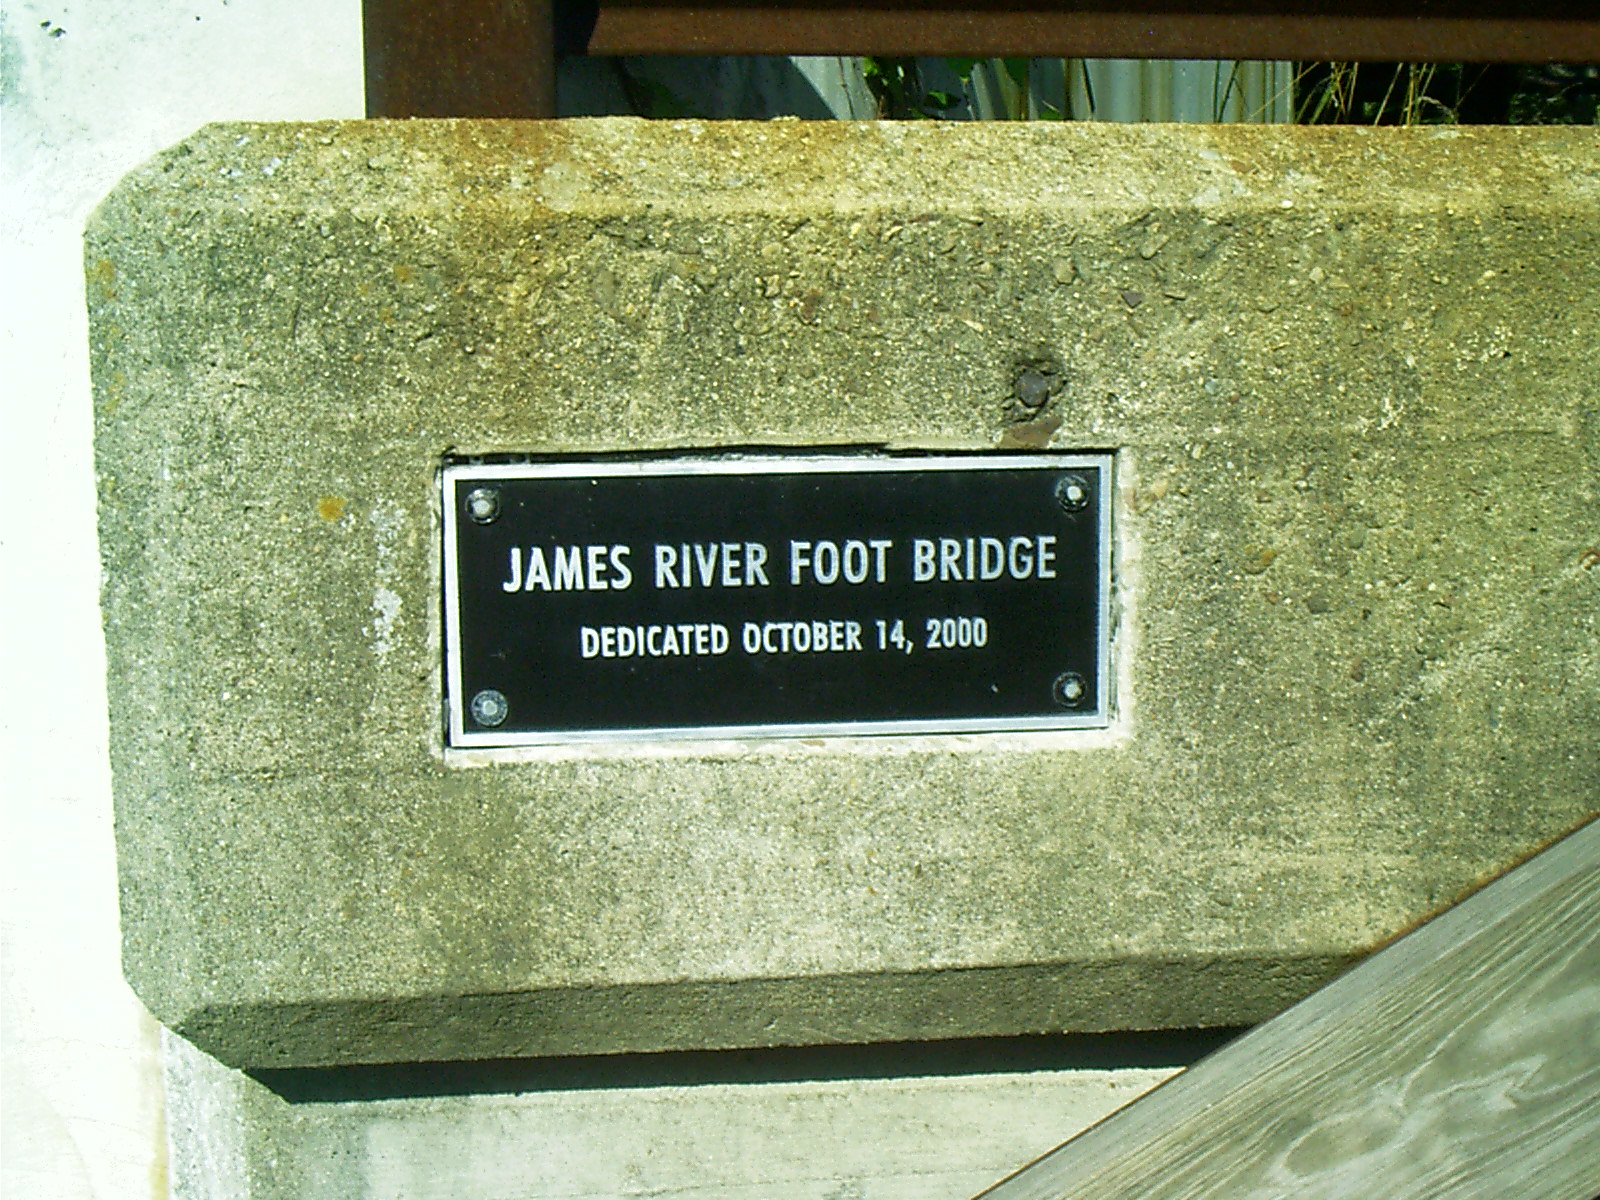 JAMES RIVER FOOT BRIDGE
DEDICATED OCTOBER 14, 2000